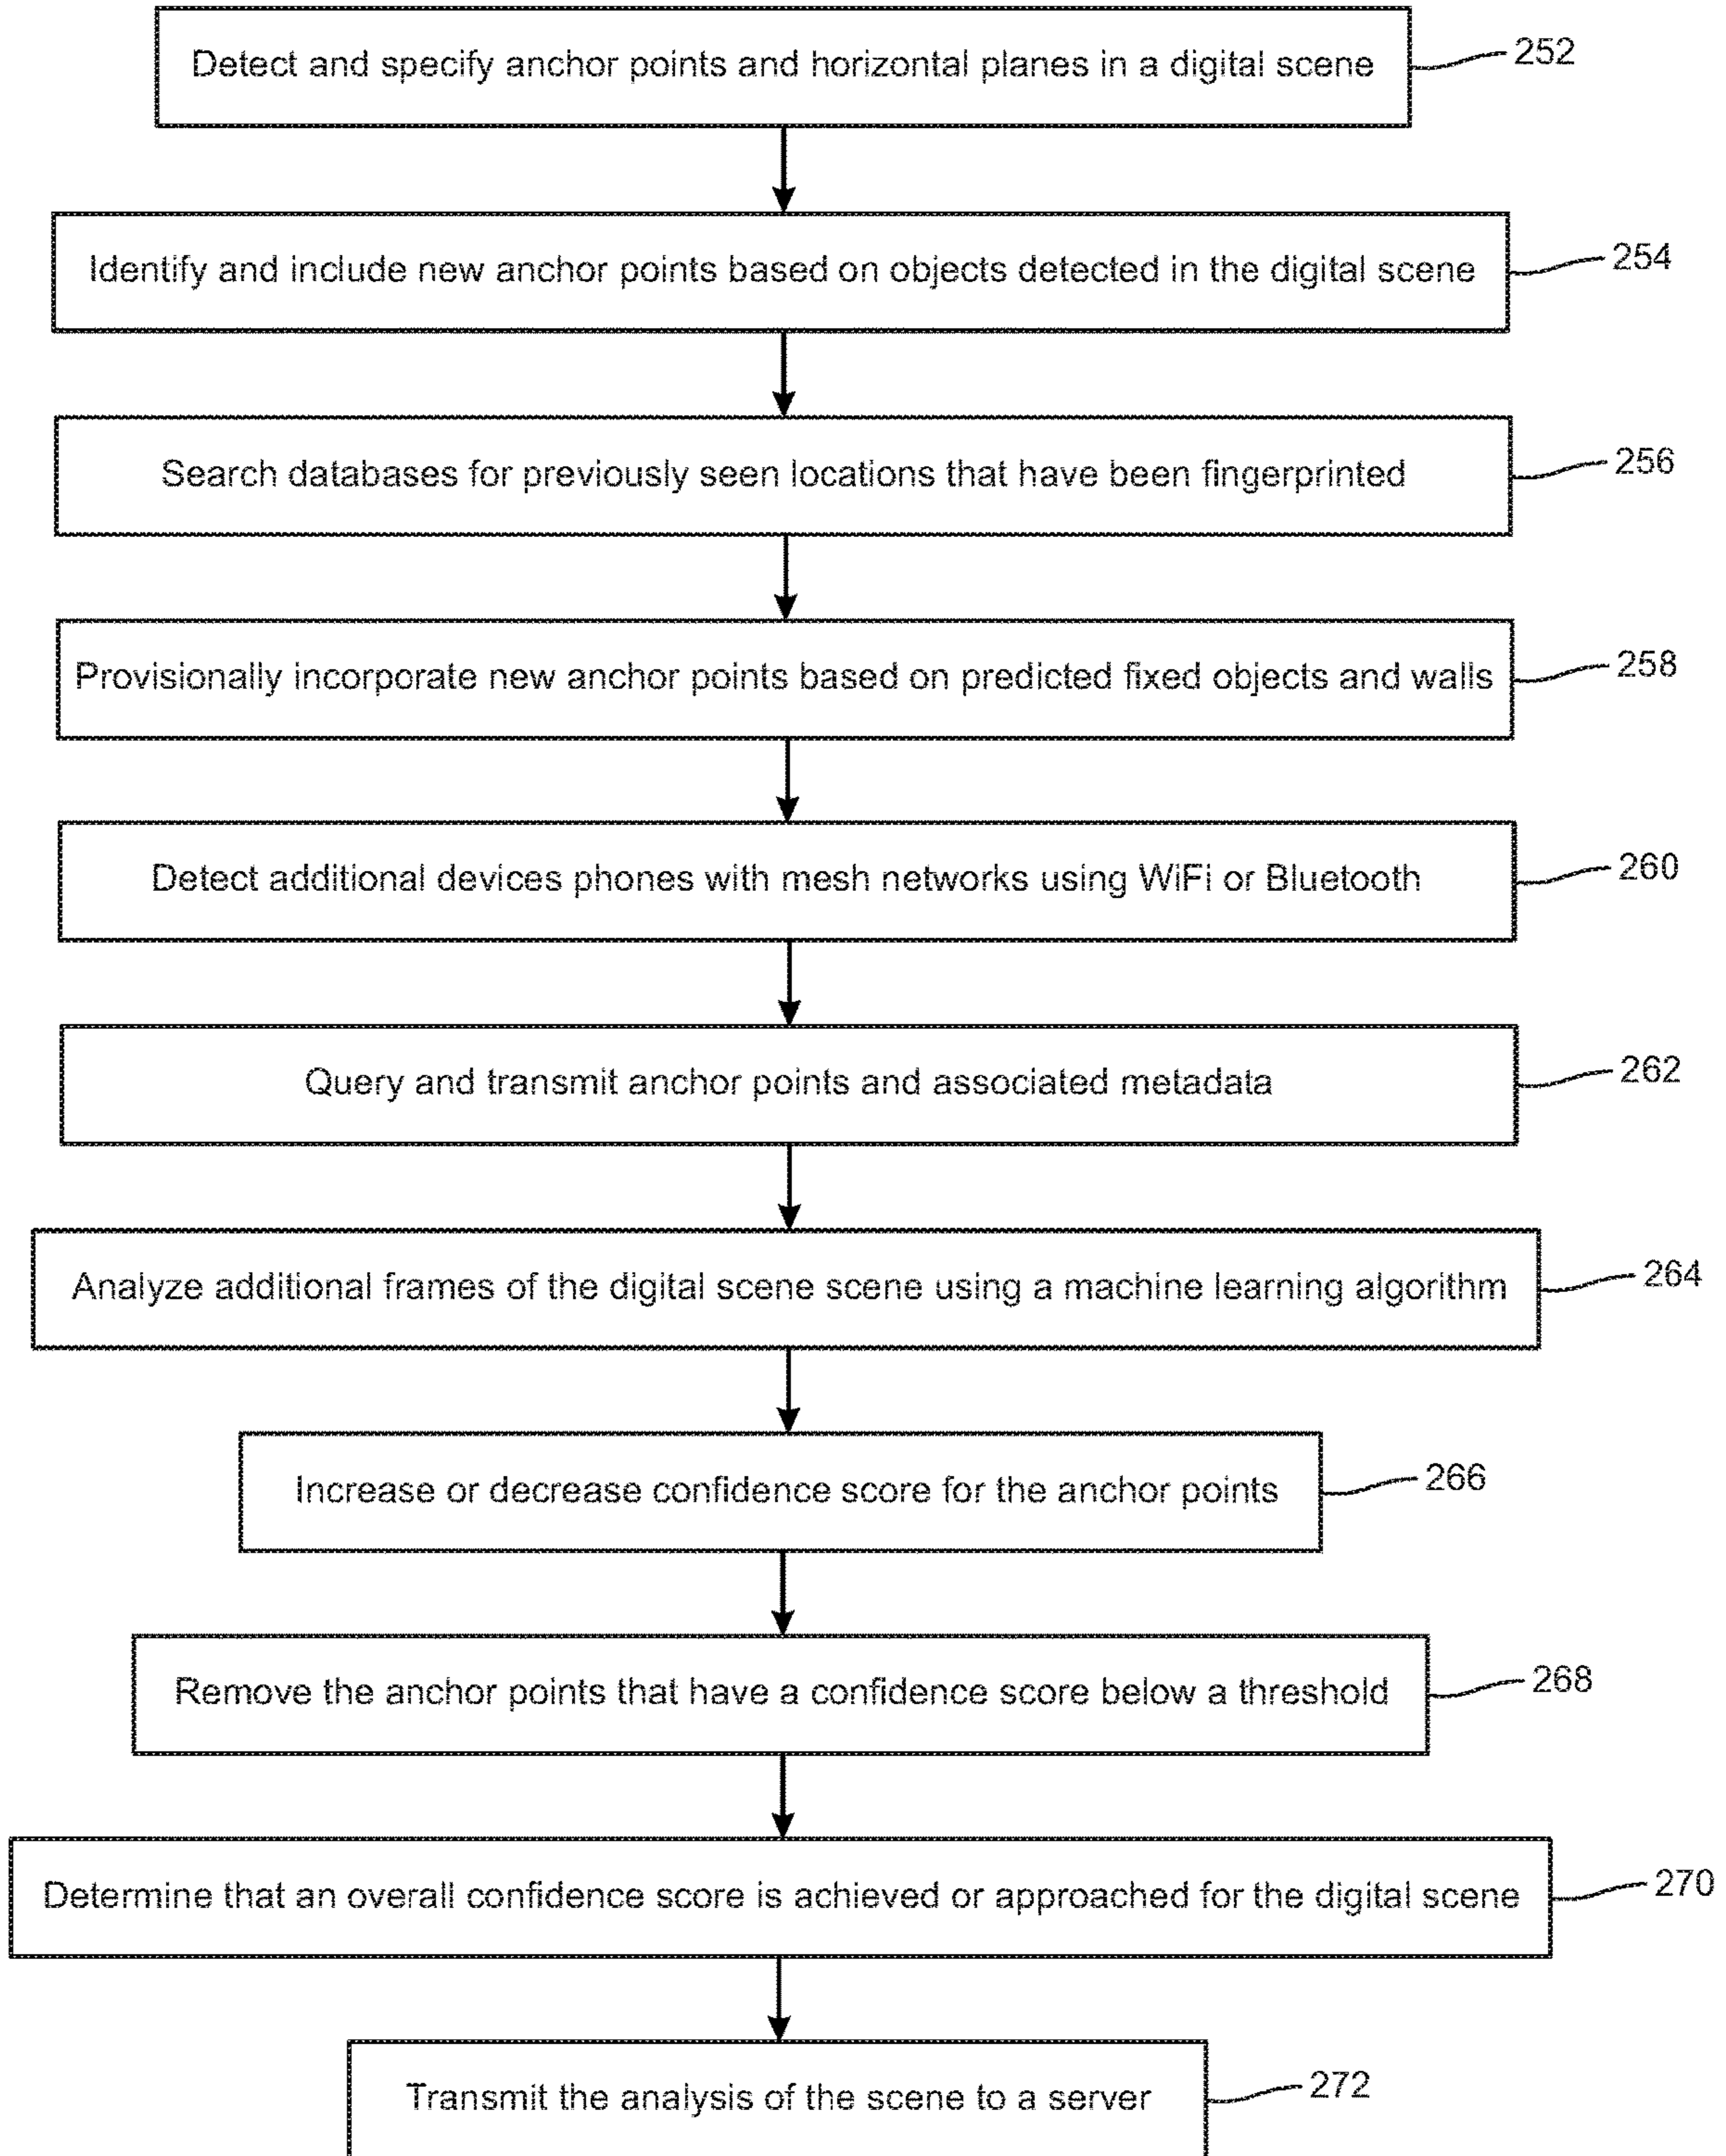 Detect and specify anchor points and horizontal planes in a digital scene
252
Identify and include new anchor points based on objects detected in the digital scene
254
Search databases for previously seen locations that have been fingerprinted
256
Provisionally incorporate new anchor points based on predicted fixed objects and walls
258
Detect additional devices phones with mesh networks using WiFi or Bluetooth
260
Query and transmit anchor points and associated metadata
262
Analyze additional frames of the digital scene scene using a machine learning algorithm
264
Increase or decrease confidence score for the anchor points
266
Remove the anchor points that have a confidence score below a threshold
268
Determine that an overall confidence score is achieved or approached for the digital scene
270
Transmit the analysis of the scene to a server
272